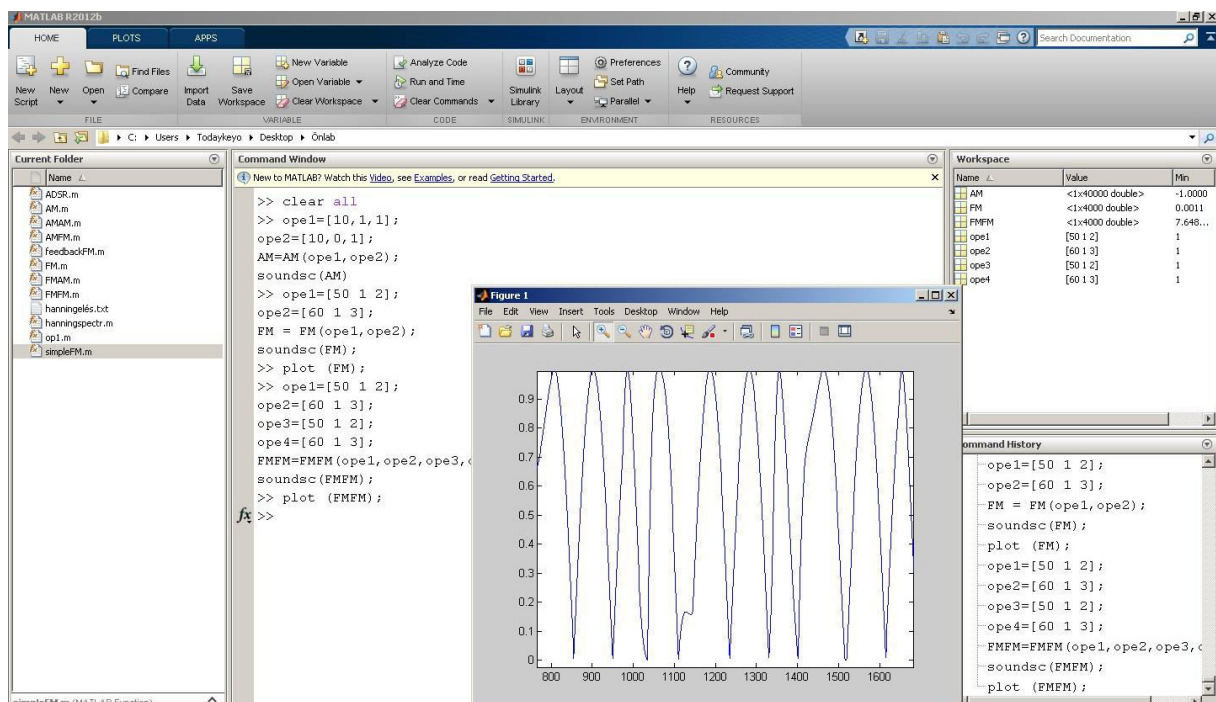 MATLAB R2012b
HOME PLOTS APPS
Search Documentation
New Script
New
Open
Find Files
Compare
Import Data
Save Workspace
New Variable
Open Variable
Clear Workspace
Analyze Code
Run and Time
Clear Commands
Simulink Library
Layout
Preferences
Set Path
Parallel
Help
Community
Request Support
FILE VARIABLE CODE SIMULINK ENVIRONMENT RESOURCES
C: Users Todaykeyo Desktop Önlab
Current Folder
Name
ADSR.m
AM.m
AMAM.m
AMFM.m
feedbackFM.m
FM.m
FMAM.m
FMFM.m
hanningelés.txt
hanningspectr.m
op1.m
simpleFM.m
simpleFM.m (MATLAB Function)
Command Window
New to MATLAB? Watch this Video, see Examples, or read Getting Started.
>> clear all
>> ope1=[10,1,1];
ope2=[10,0,1];
AM=AM(ope1,ope2);
soundsc(AM)
>> ope1=[50 1 2];
ope2=[60 1 3];
FM = FM(ope1,ope2);
soundsc(FM);
>> plot (FM);
>> ope1=[50 1 2];
ope2=[60 1 3];
ope3=[50 1 2];
ope4=[60 1 3];
FMFM=FMFM(ope1,ope2,ope3,
soundsc(FMFM);
>> plot (FMFM);
fx >>
Figure 1
File Edit View Insert Tools Desktop Window Help
0.9
0.8
0.7
0.6
0.5
0.4
0.3
0.2
0.1
0
800 900 1000 1100 1200 1300 1400 1500 1600
Workspace
Name Value Min
AM <1x40000 double> -1.0000
FM <1x40000 double> 0.0011
FMFM <1x40000 double> 7.648...
ope1 [50 1 2] 1
ope2 [60 1 3] 1
ope3 [50 1 2] 1
ope4 [60 1 3] 1
ommand History
ope1=[50 1 2];
ope2=[60 1 3];
FM = FM(ope1,ope2);
soundsc(FM);
plot (FM);
ope1=[50 1 2];
ope2=[60 1 3];
ope3=[50 1 2];
ope4=[60 1 3];
FMFM=FMFM(ope1,ope2,ope3,
soundsc(FMFM);
plot (FMFM);